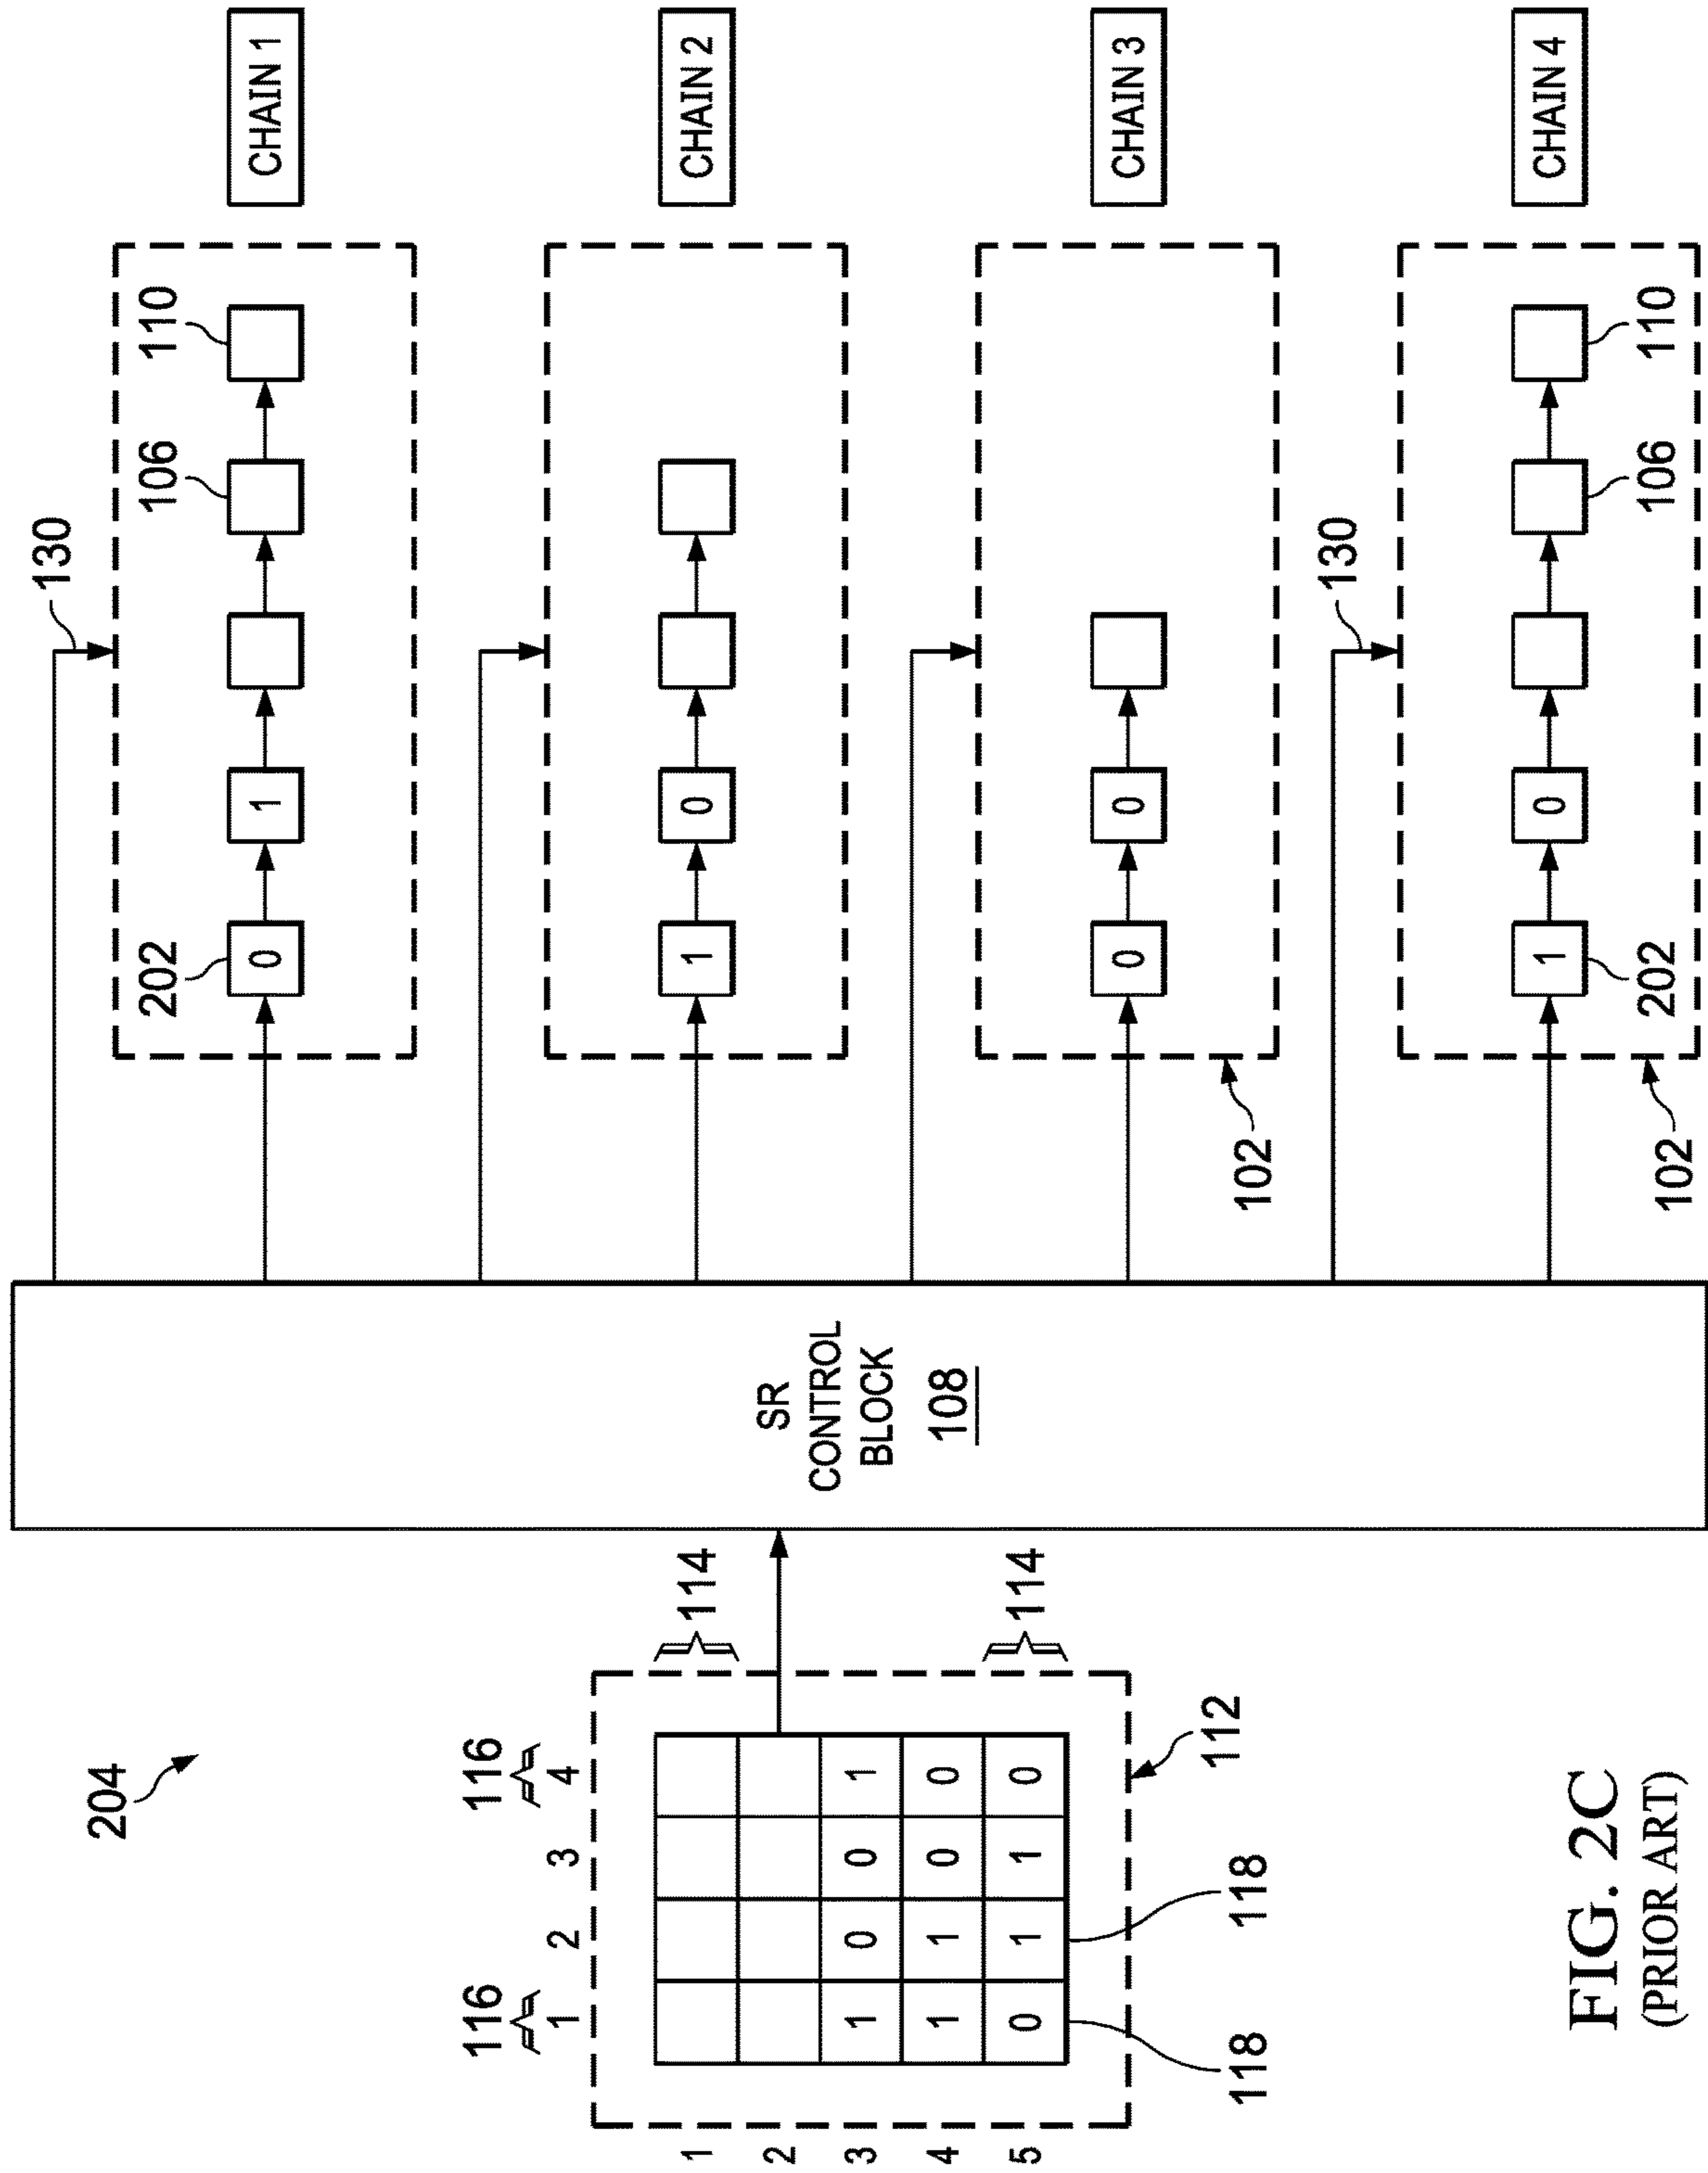 204
130
202
106
110
0 1
CHAIN 1
116
116
1 2 3 4
1
2
3 1 0 0 1
4 1 1 0 0
5 0 1 1 0
114
114
118
118
112
SR
CONTROL
BLOCK
108
1 0
CHAIN 2
0 0
CHAIN 3
102
130
1 0
CHAIN 4
202
106
110
102
FIG. 2C
(PRIOR ART)